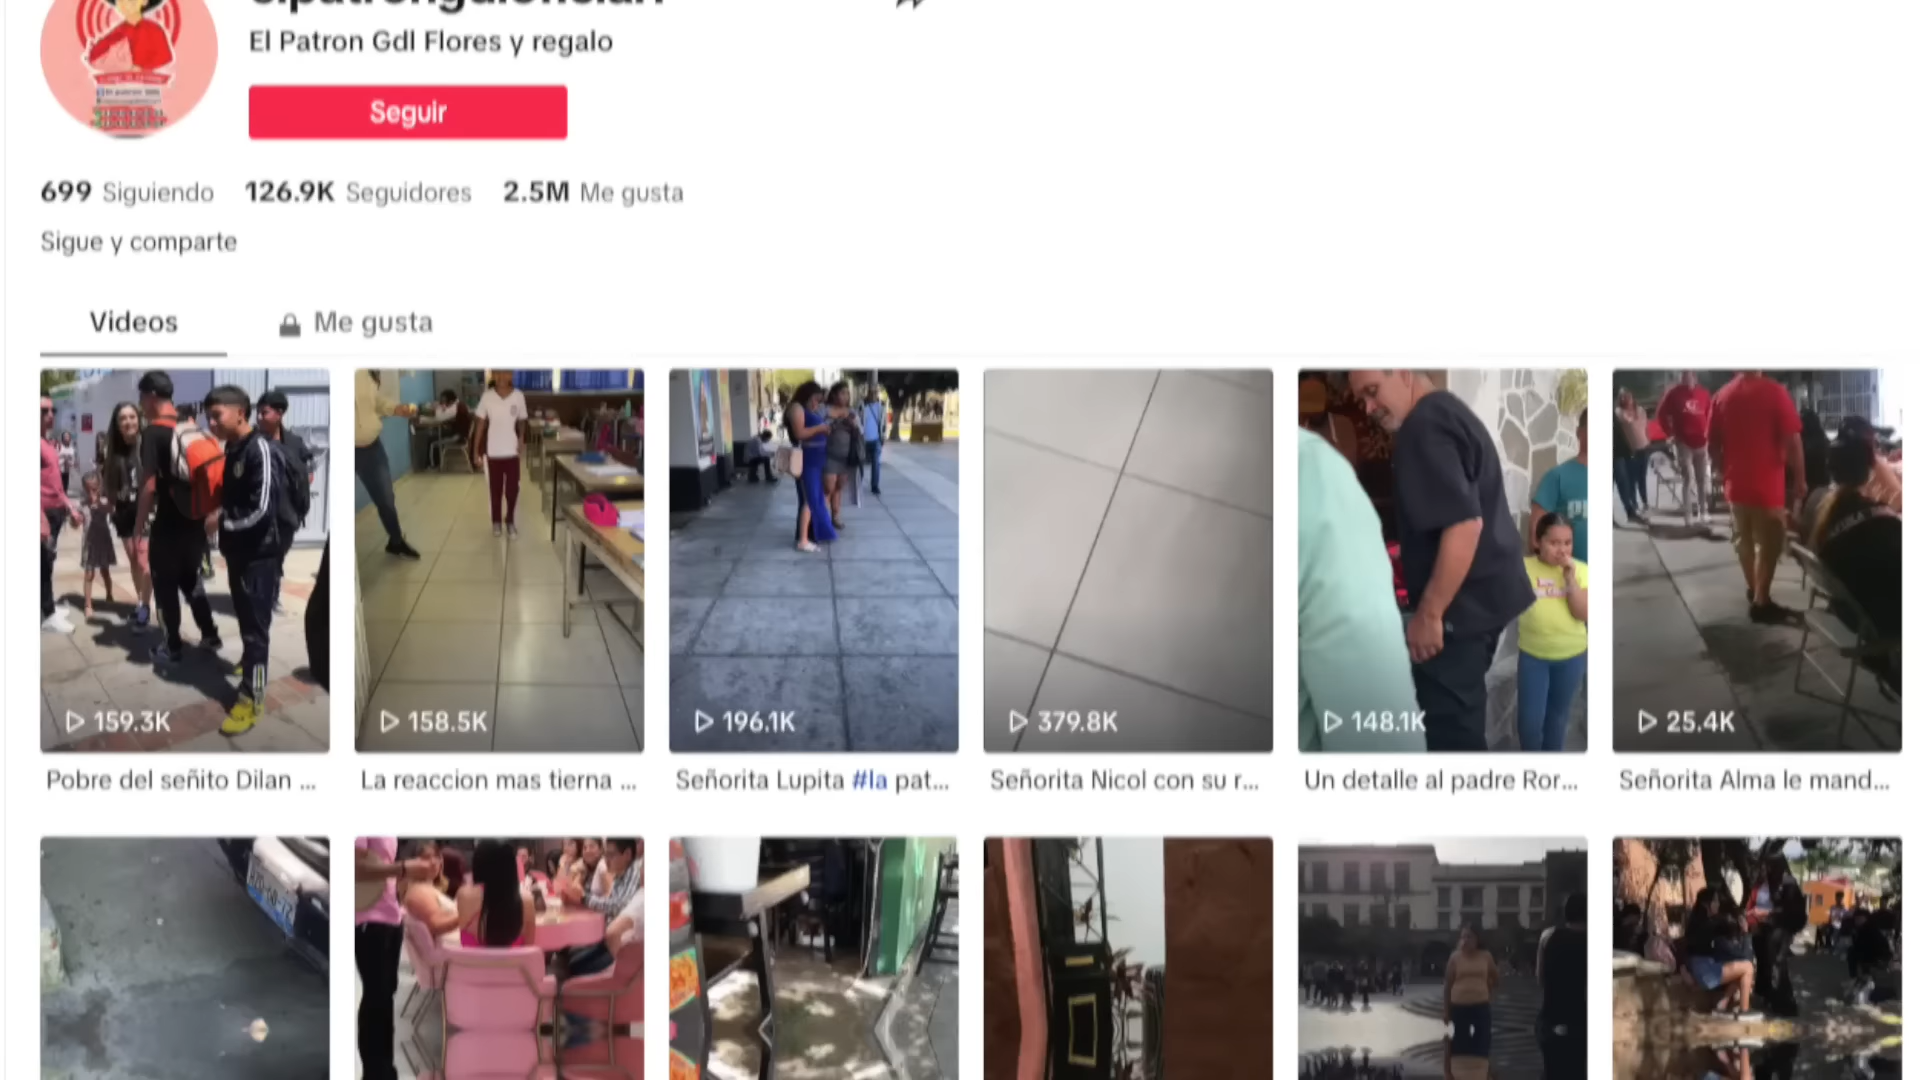 El Patron Gdl Flores y regalo
Seguir
699 Siguiendo 126.9K Seguidores 2.5M Me gusta
Sigue y comparte
Videos Me gusta
159.3K 158.5K 196.1K 379.8K 148.1K 25.4K
Pobre del señito Dilan ... La reaccion mas tierna ... Señorita Lupita #la pat... Señorita Nicol con su r... Un detalle al padre Ror... Señorita Alma le mand...